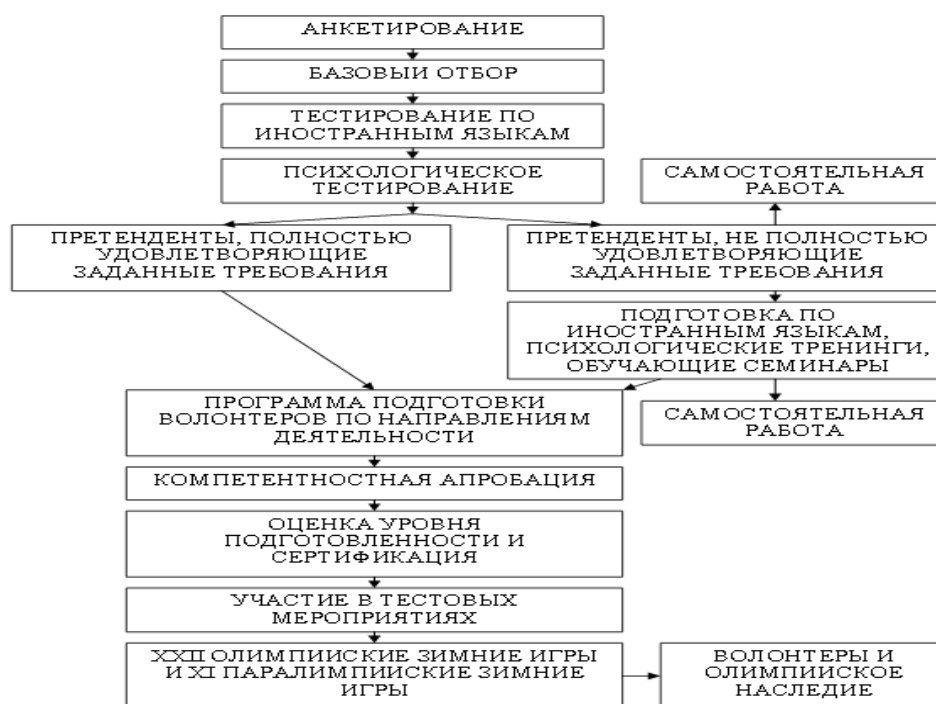 АНКЕТИРОВАНИЕ
БАЗОВЫЙ ОТБОР
ТЕСТИРОВАНИЕ ПО
ИНОСТРАННЫМ ЯЗЫКАМ
ПСИХОЛОГИЧЕСКОЕ
ТЕСТИРОВАНИЕ
САМОСТОЯТЕЛЬНАЯ
РАБОТА
ПРЕТЕНДЕНТЫ, ПОЛНОСТЬЮ
УДОВЛЕТВОРЯЮЩИЕ
ЗАДАННЫЕ ТРЕБОВАНИЯ
ПРЕТЕНДЕНТЫ, НЕ ПОЛНОСТЬЮ
УДОВЛЕТВОРЯЮЩИЕ
ЗАДАННЫЕ ТРЕБОВАНИЯ
ПОДГОТОВКА ПО
ИНОСТРАННЫМ ЯЗЫКАМ,
ПСИХОЛОГИЧЕСКИЕ ТРЕНИНГИ,
ОБУЧАЮЩИЕ СЕМИНАРЫ
САМОСТОЯТЕЛЬНАЯ
РАБОТА
ПРОГРАММА ПОДГОТОВКИ
ВОЛОНТЕРОВ ПО НАПРАВЛЕНИЯМ
ДЕЯТЕЛЬНОСТИ
КОМПЕТЕНТНОСТНАЯ АПРОБАЦИЯ
ОЦЕНКА УРОВНЯ
ПОДГОТОВЛЕННОСТИ И
СЕРТИФИКАЦИЯ
УЧАСТИЕ В ТЕСТОВЫХ
МЕРОПРИЯТИЯХ
XXII ОЛИМПИЙСКИЕ ЗИМНИЕ ИГРЫ
И XI ПАРАЛИМПИЙСКИЕ ЗИМНИЕ
ИГРЫ
ВОЛОНТЕРЫ И
ОЛИМПИЙСКОЕ
НАСЛЕДИЕ